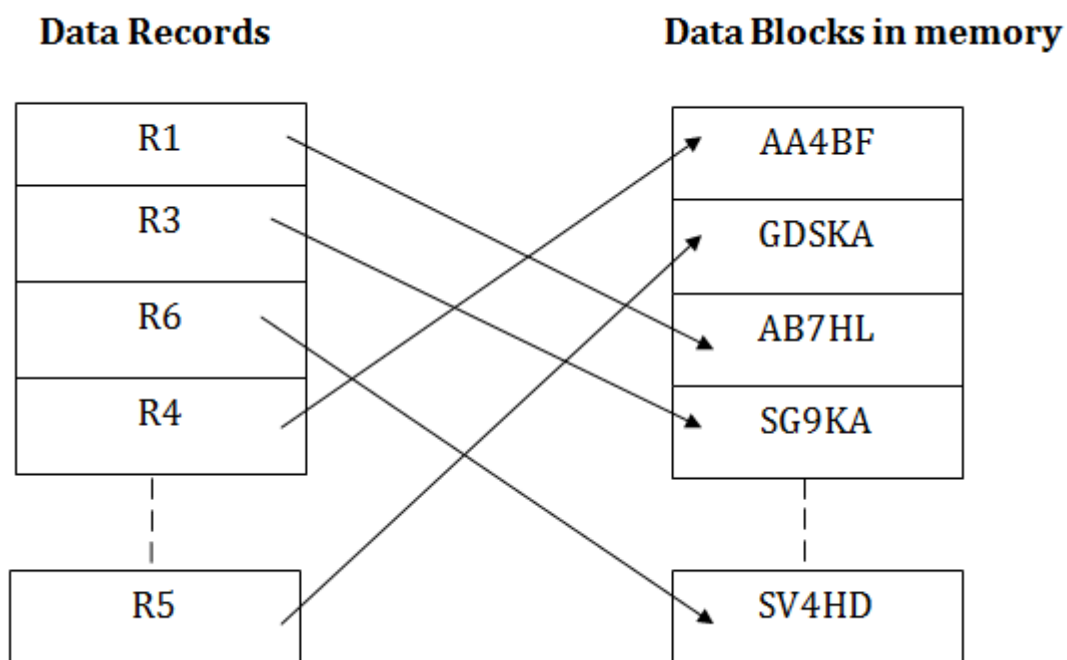 Data Records
Data Blocks in memory
R1
R3
R6
R4
R5
AA4BF
GDSKA
AB7HL
SG9KA
SV4HD